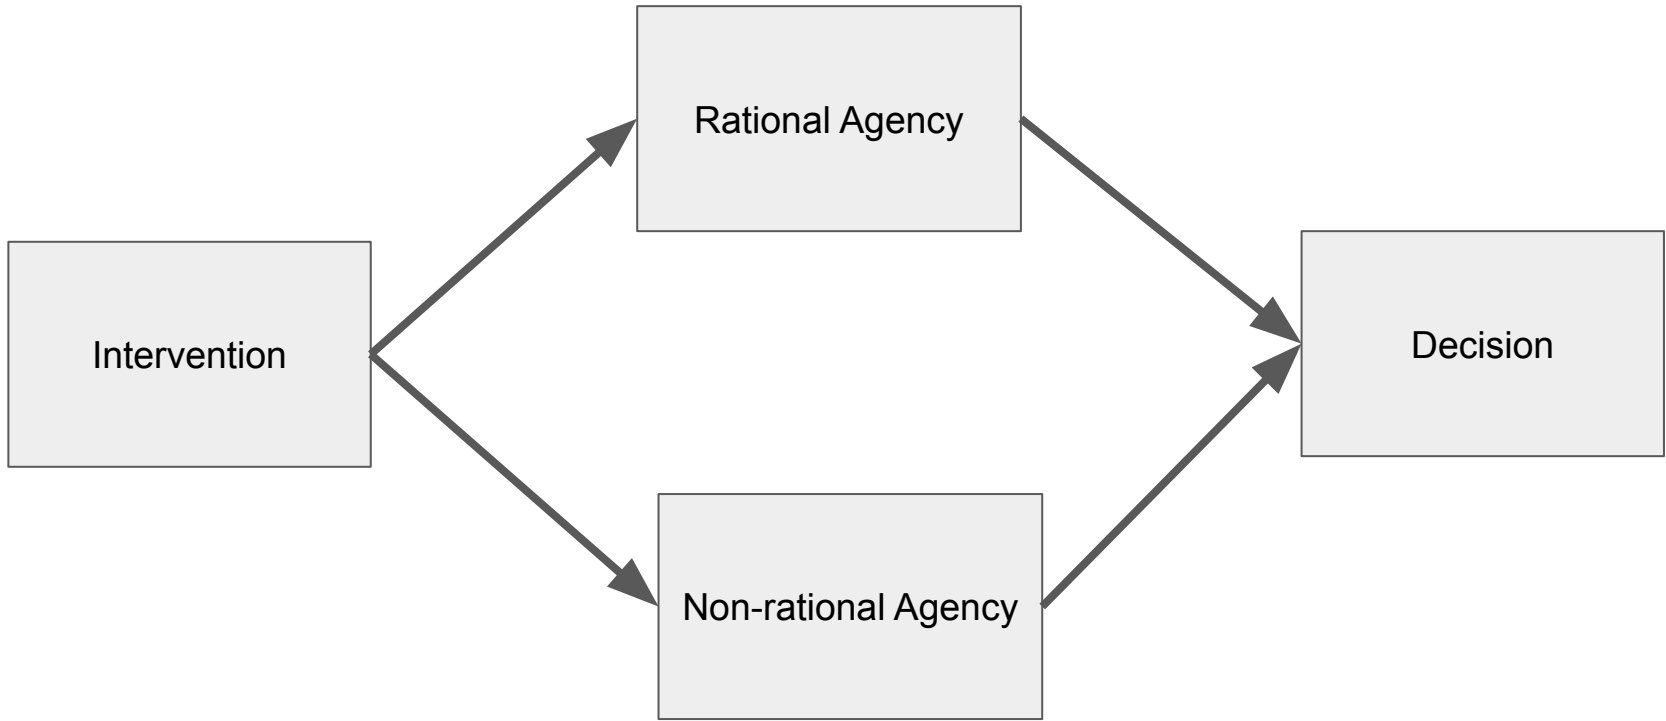 Rational Agency
Intervention
Decision
Non-rational Agency